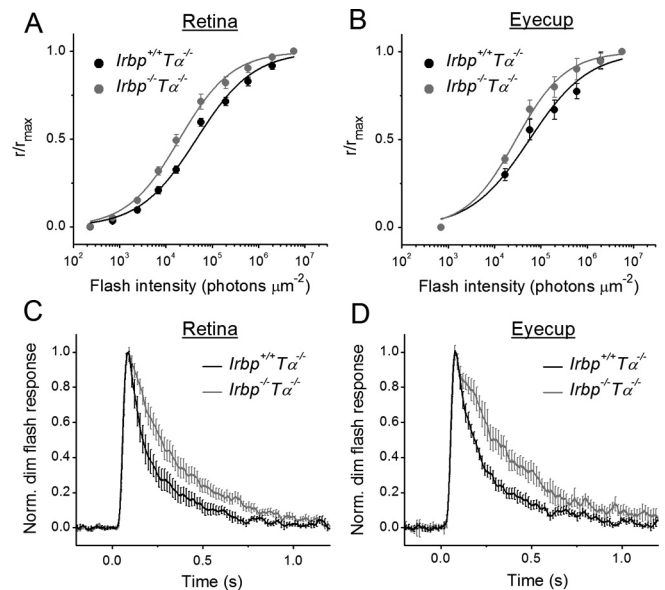 A
Retina
Irbp+/+Tα-/-
Irbp-/-Tα-/-
1.0
0.5
0.0
r/rmax
10² 10³ 10⁴ 10⁵ 10⁶ 10⁷
Flash intensity (photons μm⁻²)
B
Eyecup
Irbp+/+Tα-/-
Irbp-/-Tα-/-
1.0
0.5
0.0
r/rmax
10² 10³ 10⁴ 10⁵ 10⁶ 10⁷
Flash intensity (photons μm⁻²)
C
Retina
Irbp+/+Tα-/-
Irbp-/-Tα-/-
1.0
0.8
0.6
0.4
0.2
0.0
Norm. dim flash response
0.0 0.5 1.0
Time (s)
D
Eyecup
Irbp+/+Tα-/-
Irbp-/-Tα-/-
1.0
0.8
0.6
0.4
0.2
0.0
Norm. dim flash response
0.0 0.5 1.0
Time (s)